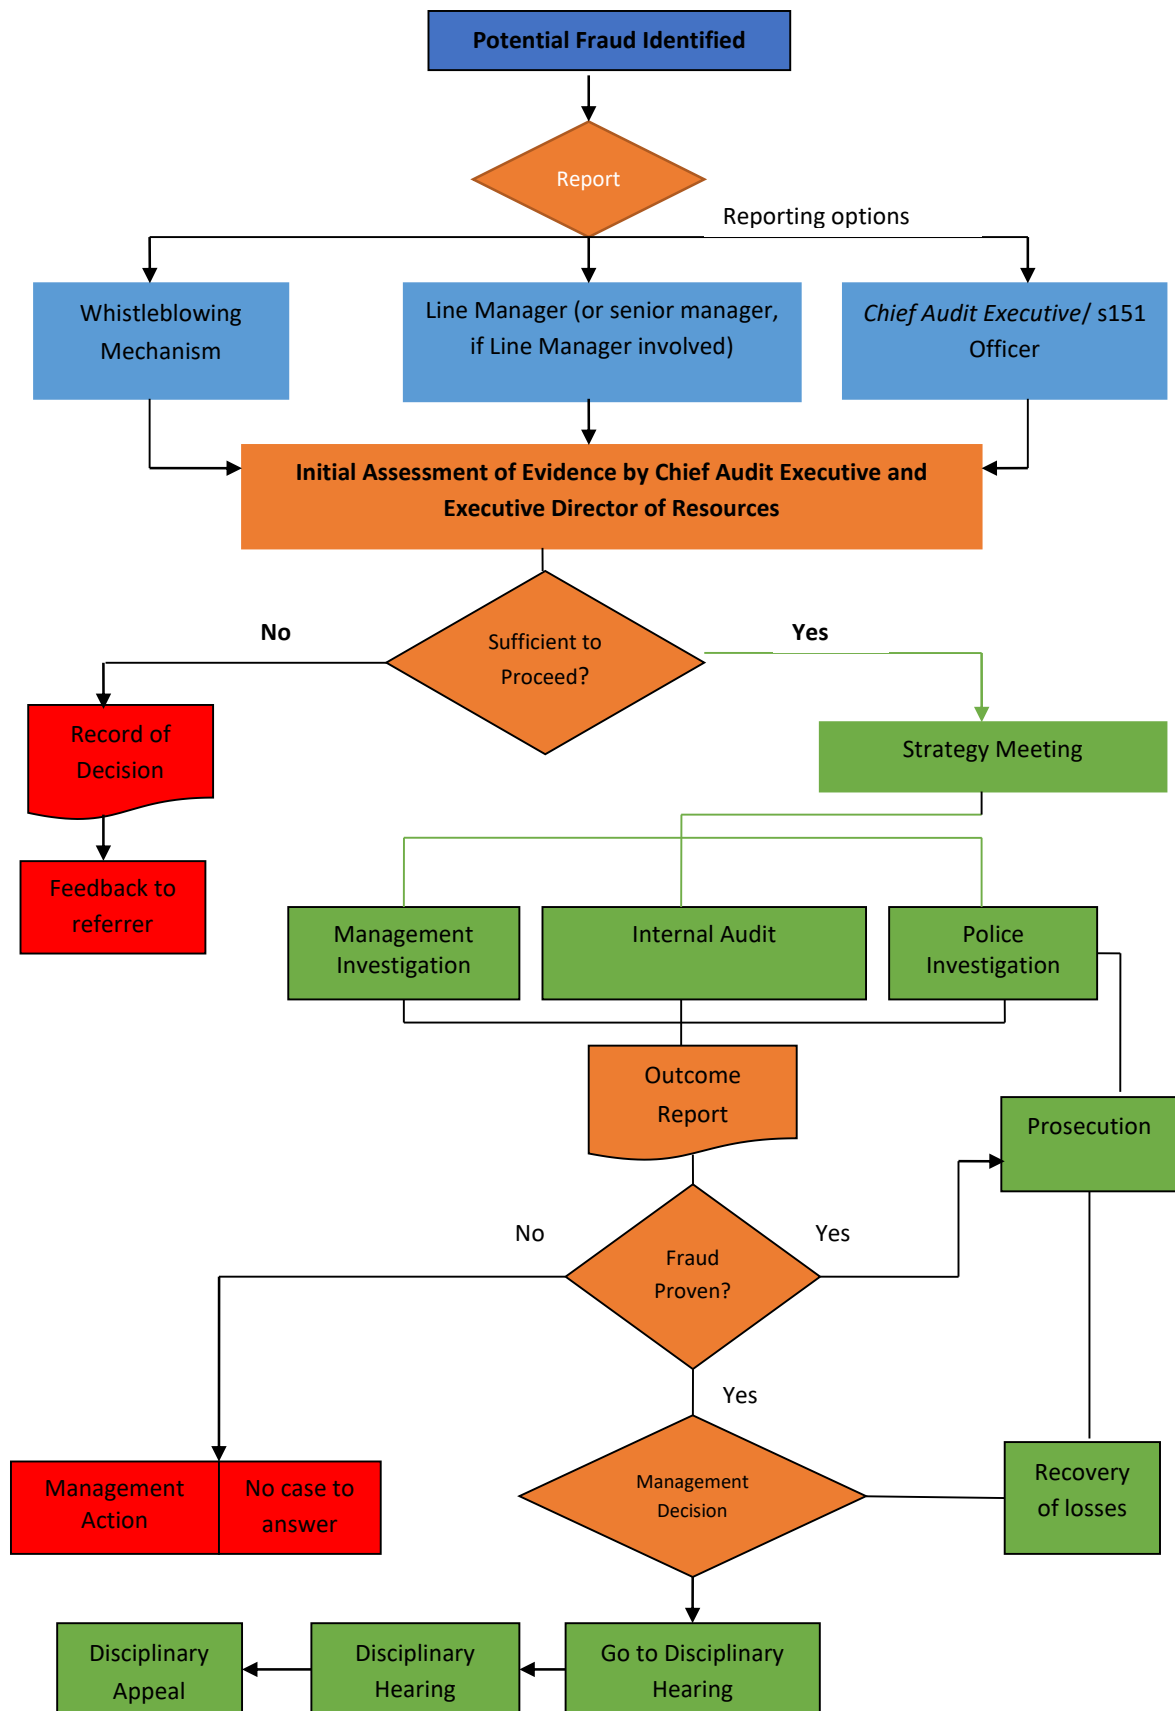 Potential Fraud Identified
Report
Reporting options
Whistleblowing
Mechanism
Line Manager (or senior manager,
if Line Manager involved)
Chief Audit Executive/ s151
Officer
Initial Assessment of Evidence by Chief Audit Executive and
Executive Director of Resources
No
Yes
Sufficient to
Proceed?
Record of
Decision
Strategy Meeting
Feedback to
referrer
Management
Investigation
Internal Audit
Police
Investigation
Outcome
Report
Prosecution
No
Yes
Fraud
Proven?
Yes
Management
Action
No case to
answer
Management
Decision
Recovery
of losses
Disciplinary
Appeal
Disciplinary
Hearing
Go to Disciplinary
Hearing